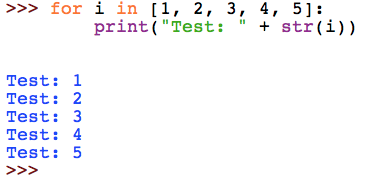 >>> for i in [1, 2, 3, 4, 5]:
        print("Test: " + str(i))
Test: 1
Test: 2
Test: 3
Test: 4
Test: 5
>>>